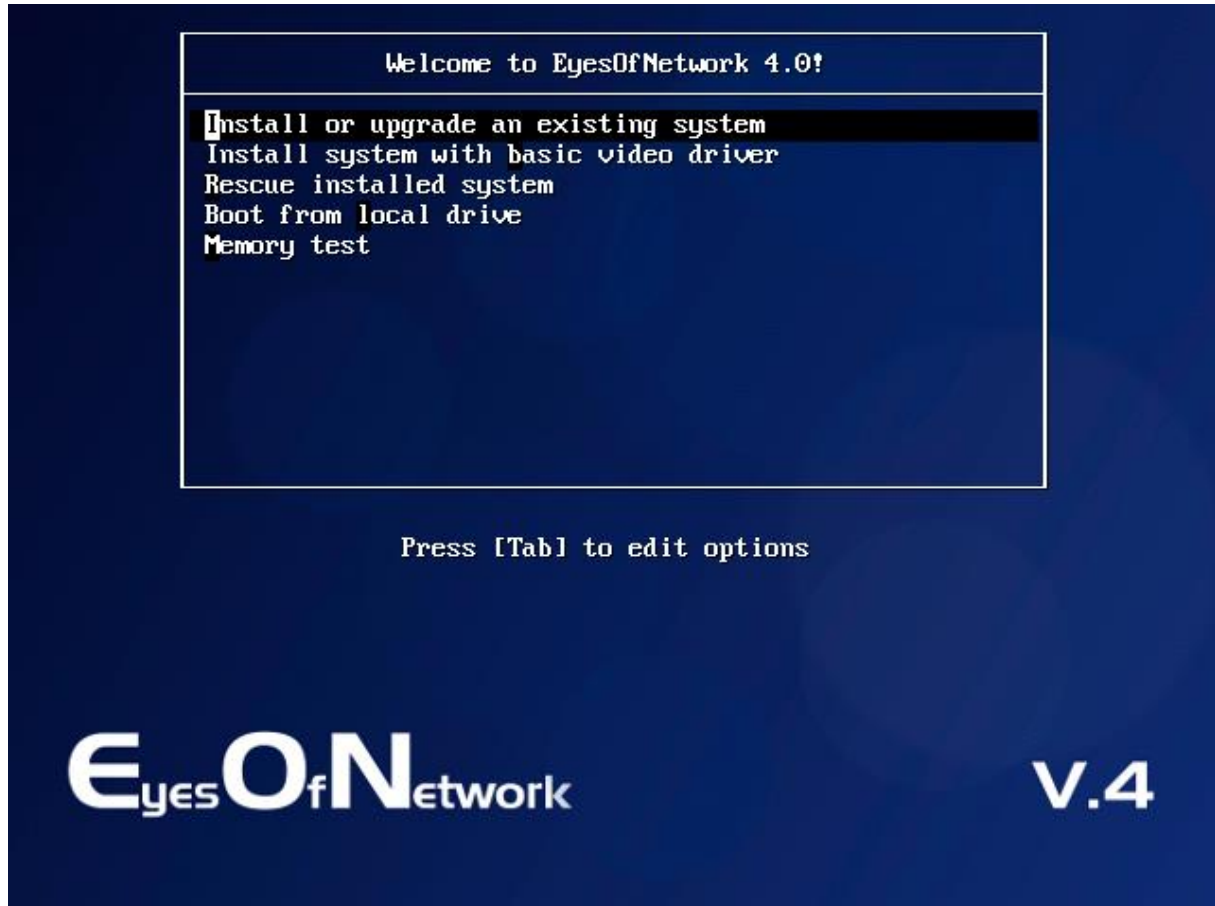 Welcome to EyesOfNetwork 4.0!
Install or upgrade an existing system
Install system with basic video driver
Rescue installed system
Boot from local drive
Memory test
Press [Tab] to edit options
EyesOfNetwork
V.4